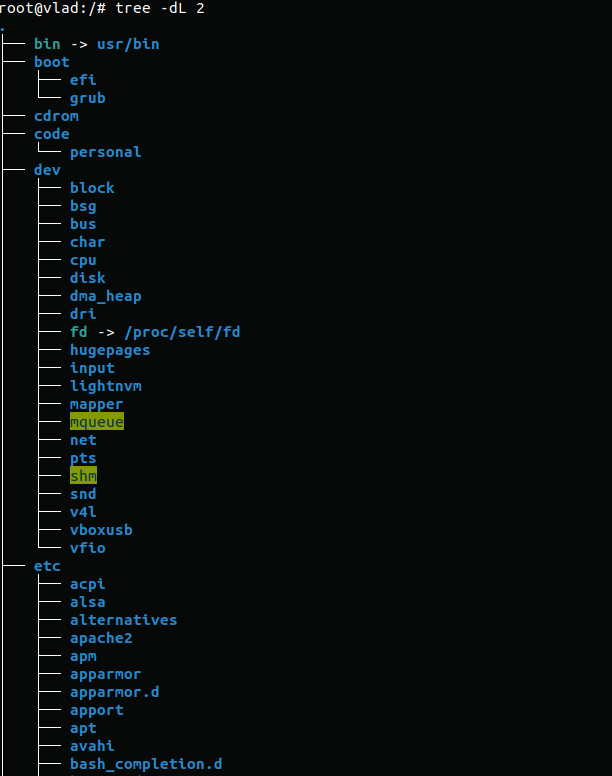 root@vlad:/# tree -dL 2
.
├── bin -> usr/bin
├── boot
│   ├── efi
│   └── grub
├── cdrom
├── code
│   └── personal
├── dev
│   ├── block
│   ├── bsg
│   ├── bus
│   ├── char
│   ├── cpu
│   ├── disk
│   ├── dma_heap
│   ├── dri
│   ├── fd -> /proc/self/fd
│   ├── hugepages
│   ├── input
│   ├── lightnvm
│   ├── mapper
│   ├── mqueue
│   ├── net
│   ├── pts
│   ├── shm
│   ├── snd
│   ├── v4l
│   ├── vboxusb
│   └── vfio
├── etc
│   ├── acpi
│   ├── alsa
│   ├── alternatives
│   ├── apache2
│   ├── apm
│   ├── apparmor
│   ├── apparmor.d
│   ├── apport
│   ├── apt
│   ├── avahi
│   ├── bash_completion.d